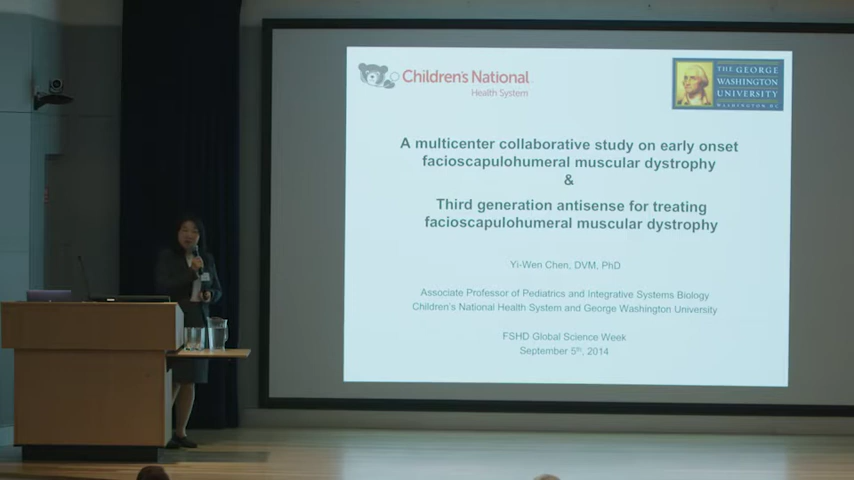 Children's National
Health System
THE GEORGE
WASHINGTON
UNIVERSITY
WASHINGTON DC
A multicenter collaborative study on early onset
facioscapulohumeral muscular dystrophy
&
Third generation antisense for treating
facioscapulohumeral muscular dystrophy
Yi-Wen Chen, DVM, PhD
Associate Professor of Pediatrics and Integrative Systems Biology
Children's National Health System and George Washington University
FSHD Global Science Week
September 5th, 2014